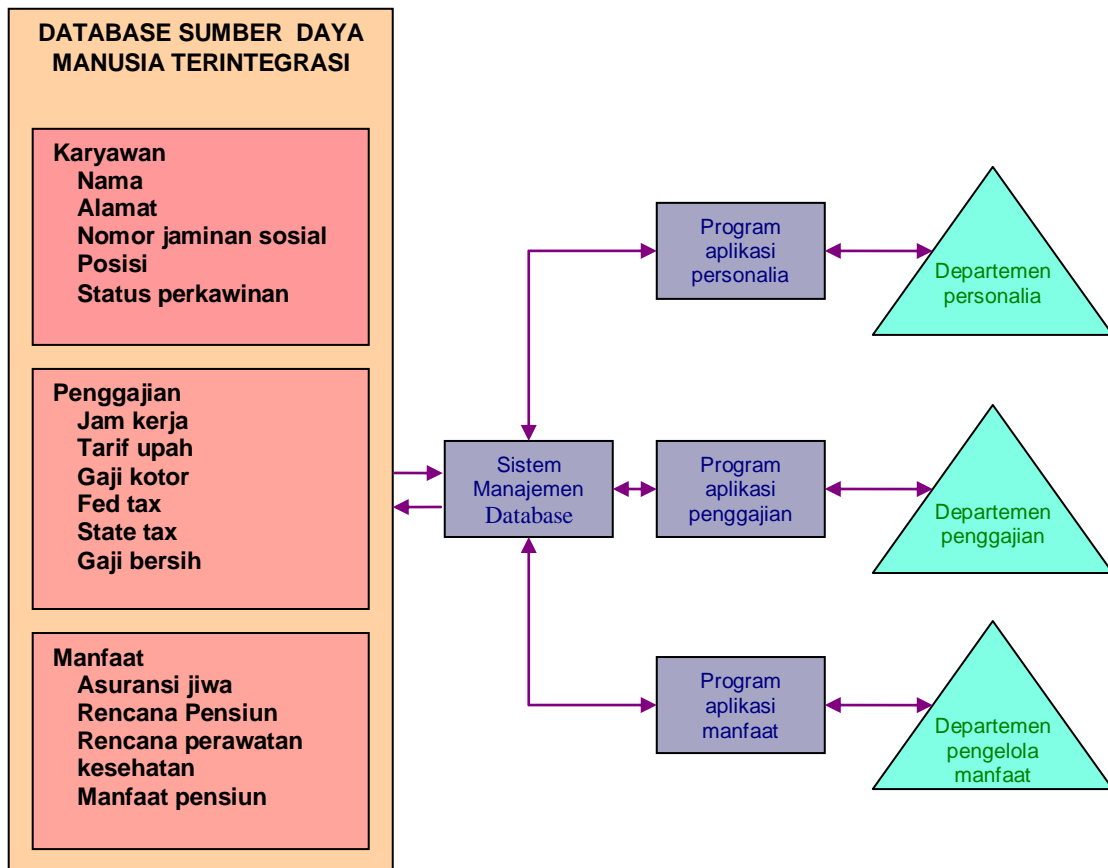 DATABASE SUMBER DAYA
MANUSIA TERINTEGRASI
Karyawan
Nama
Alamat
Nomor jaminan sosial
Posisi
Status perkawinan
Penggajian
Jam kerja
Tarif upah
Gaji kotor
Fed tax
State tax
Gaji bersih
Manfaat
Asuransi jiwa
Rencana Pensiun
Rencana perawatan
kesehatan
Manfaat pensiun
Sistem
Manajemen
Database
Program
aplikasi
personalia
Departemen
personalia
Program
aplikasi
penggajian
Departemen
penggajian
Program
aplikasi
manfaat
Departemen
pengelola
manfaat